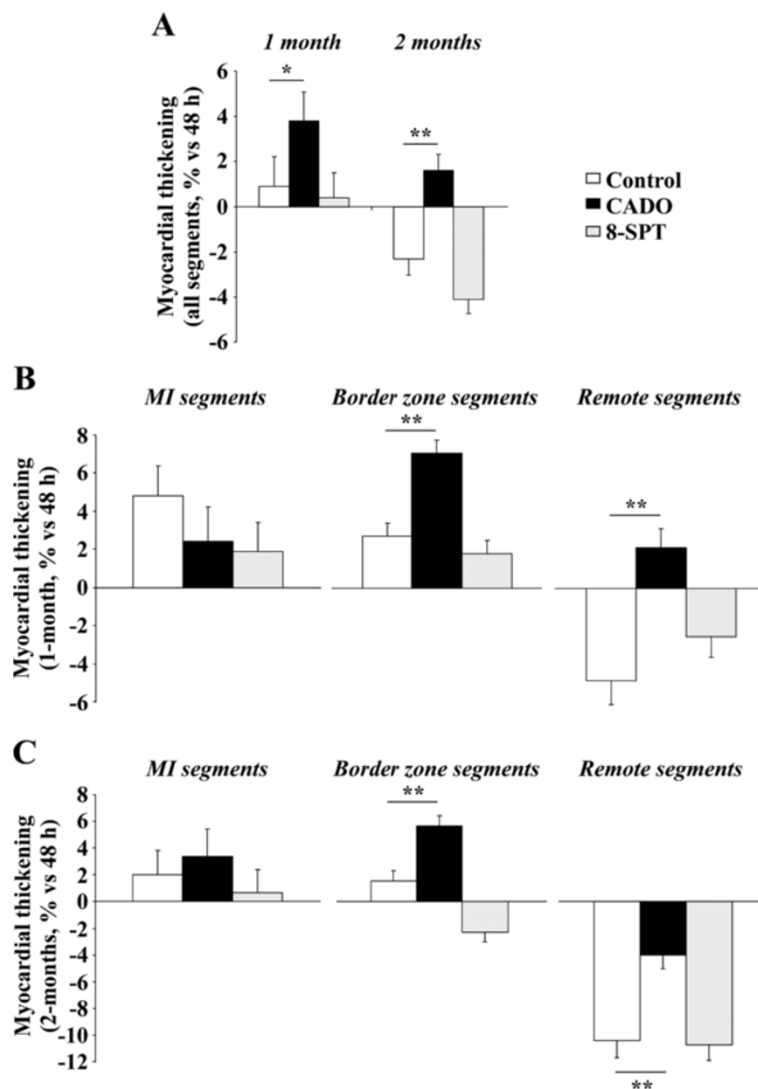 A
1 month 2 months
Myocardial thickening
(all segments, % vs 48 h)
6
4
2
0
-2
-4
-6
*
**
Control
CADO
8-SPT
B
MI segments Border zone segments Remote segments
Myocardial thickening
(1-month, % vs 48 h)
8
6
4
2
0
-2
-4
-6
**
**
C
MI segments Border zone segments Remote segments
Myocardial thickening
(2-months, % vs 48 h)
8
6
4
2
0
-2
-4
-6
-8
-10
-12
**
**